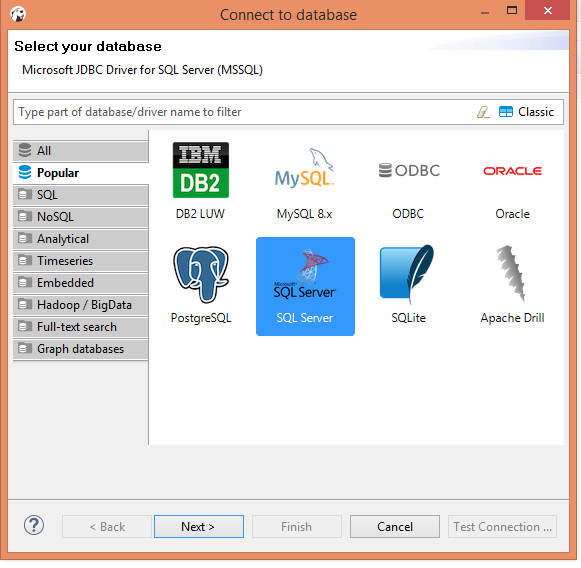 Connect to database
Select your database
Microsoft JDBC Driver for SQL Server (MSSQL)
Type part of database/driver name to filter
Classic
All
Popular
SQL
NoSQL
Analytical
Timeseries
Embedded
Hadoop / BigData
Full-text search
Graph databases
IBM
DB2
MySQL
ODBC
ORACLE
DB2 LUW
MySQL 8.x
ODBC
Oracle
Microsoft
SQL Server
PostgreSQL
SQL Server
SQLite
Apache Drill
?
< Back
Next >
Finish
Cancel
Test Connection ...